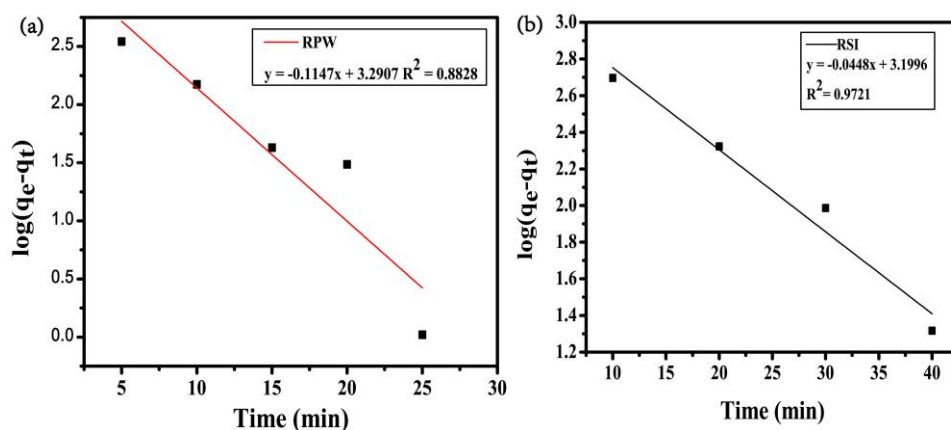 (a)
log(qe-qt)
2.5
2.0
1.5
1.0
0.5
0.0
RPW
y = -0.1147x + 3.2907 R² = 0.8828
5 10 15 20 25
Time (min)
(b)
log(qe-qt)
3.0
2.8
2.6
2.4
2.2
2.0
1.8
1.6
1.4
1.2
RSI
y = -0.0448x + 3.1996
R² = 0.9721
10 15 20 25 30 35 40
Time (min)